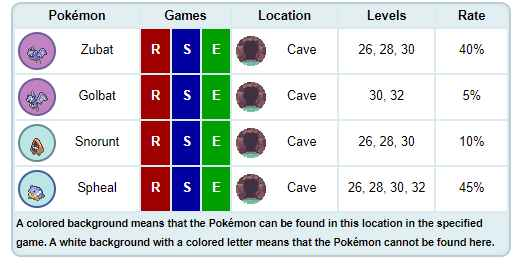 Pokémon Games Location Levels Rate
Zubat R S E Cave 26, 28, 30 40%
Golbat R S E Cave 30, 32 5%
Snorunt R S E Cave 26, 28, 30 10%
Spheal R S E Cave 26, 28, 30, 32 45%
A colored background means that the Pokémon can be found in this location in the specified
game. A white background with a colored letter means that the Pokémon cannot be found here.